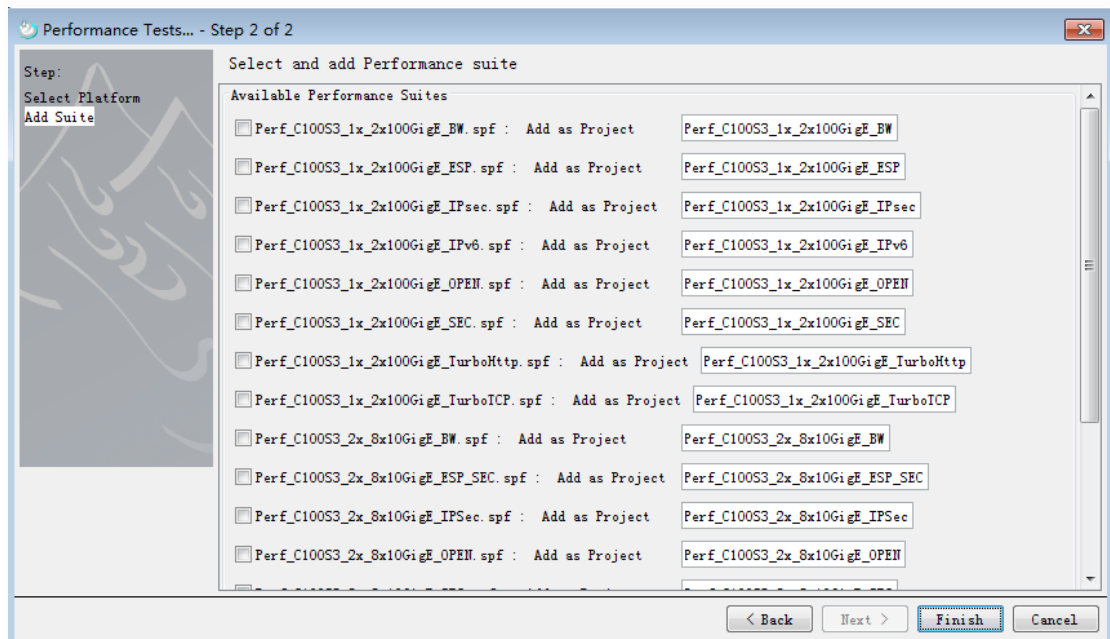 Performance Tests... - Step 2 of 2
Step:
Select Platform
Add Suite
Select and add Performance suite
Available Performance Suites
Perf_C100S3_1x_2x100GigE_BW.spf : Add as Project Perf_C100S3_1x_2x100GigE_BW
Perf_C100S3_1x_2x100GigE_ESP.spf : Add as Project Perf_C100S3_1x_2x100GigE_ESP
Perf_C100S3_1x_2x100GigE_IPsec.spf : Add as Project Perf_C100S3_1x_2x100GigE_IPsec
Perf_C100S3_1x_2x100GigE_IPv6.spf : Add as Project Perf_C100S3_1x_2x100GigE_IPv6
Perf_C100S3_1x_2x100GigE_OPEN.spf : Add as Project Perf_C100S3_1x_2x100GigE_OPEN
Perf_C100S3_1x_2x100GigE_SEC.spf : Add as Project Perf_C100S3_1x_2x100GigE_SEC
Perf_C100S3_1x_2x100GigE_TurboHttp.spf : Add as Project Perf_C100S3_1x_2x100GigE_TurboHttp
Perf_C100S3_1x_2x100GigE_TurboTCP.spf : Add as Project Perf_C100S3_1x_2x100GigE_TurboTCP
Perf_C100S3_2x_8x10GigE_BW.spf : Add as Project Perf_C100S3_2x_8x10GigE_BW
Perf_C100S3_2x_8x10GigE_ESP_SEC.spf : Add as Project Perf_C100S3_2x_8x10GigE_ESP_SEC
Perf_C100S3_2x_8x10GigE_IPSec.spf : Add as Project Perf_C100S3_2x_8x10GigE_IPSec
Perf_C100S3_2x_8x10GigE_OPEN.spf : Add as Project Perf_C100S3_2x_8x10GigE_OPEN
< Back Next > Finish Cancel